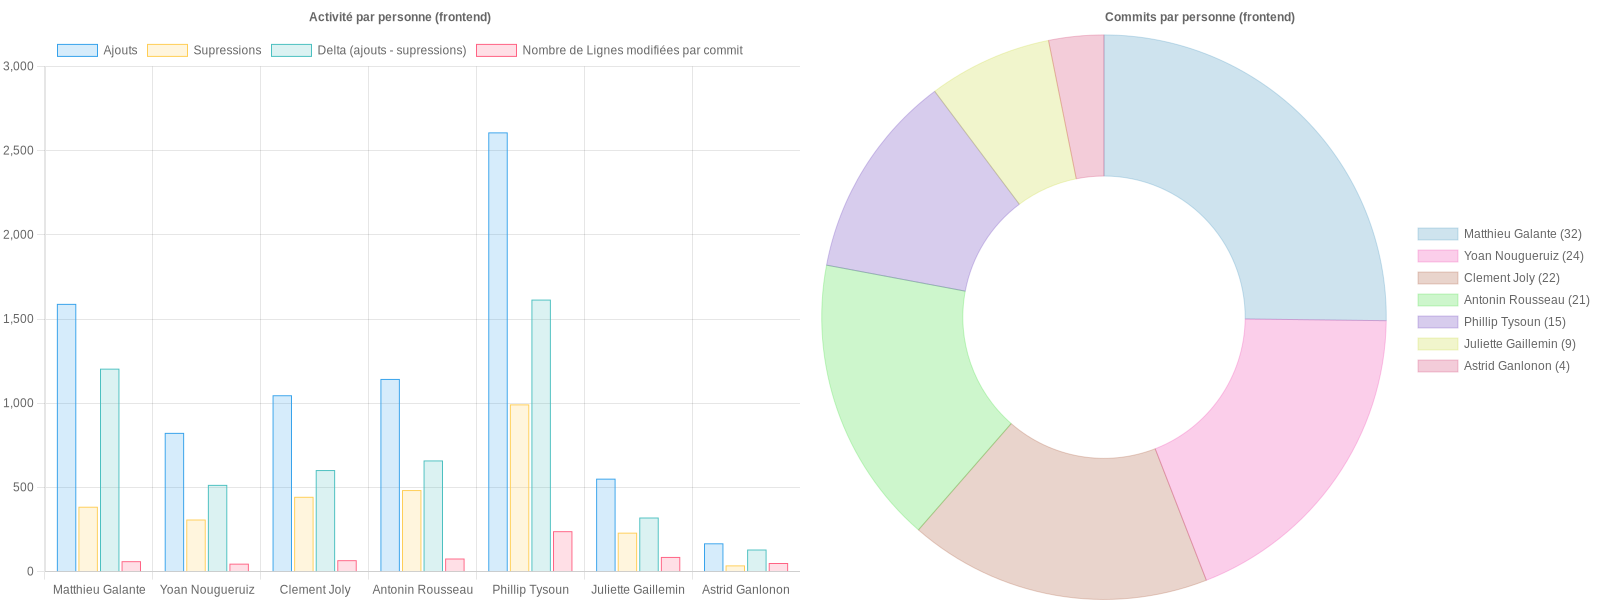 Activité par personne (frontend)
Ajouts
Supressions
Delta (ajouts - supressions)
Nombre de Lignes modifiées par commit
3,000
2,500
2,000
1,500
1,000
500
0
Matthieu Galante
Yoan Nougueruiz
Clement Joly
Antonin Rousseau
Phillip Tysoun
Juliette Gaillemin
Astrid Ganlonon
Commits par personne (frontend)
Matthieu Galante (32)
Yoan Nougueruiz (24)
Clement Joly (22)
Antonin Rousseau (21)
Phillip Tysoun (15)
Juliette Gaillemin (9)
Astrid Ganlonon (4)